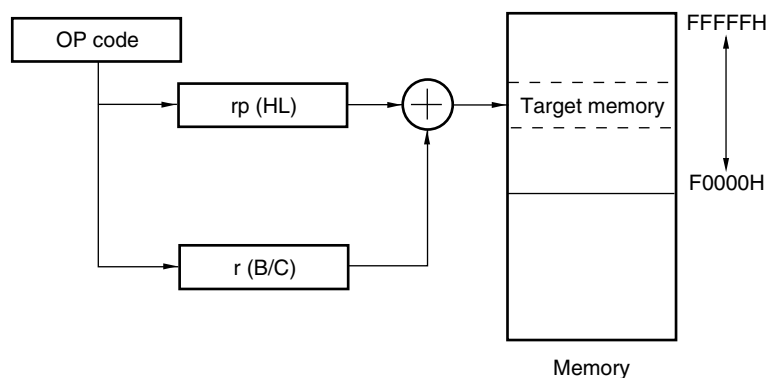 OP code
FFFFFH
rp (HL)
Target memory
F0000H
r (B/C)
Memory